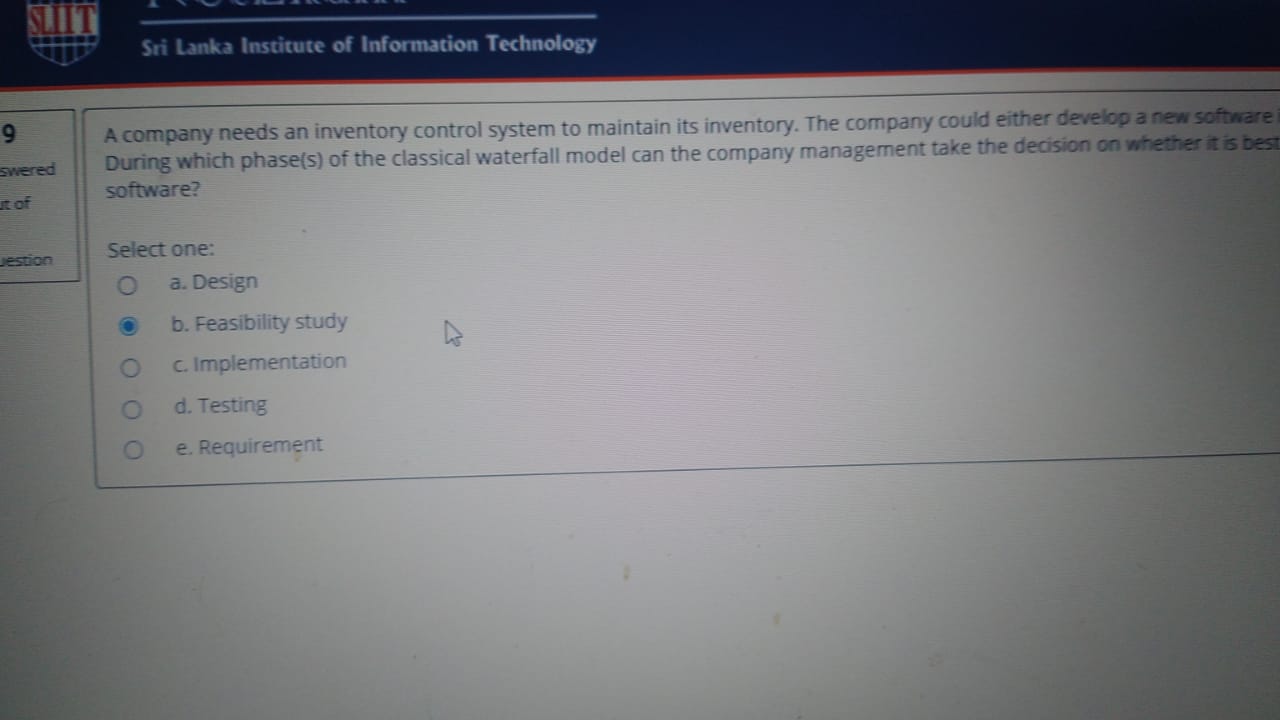 SLIIT
Sri Lanka Institute of Information Technology
9
swered
ut of
uestion
A company needs an inventory control system to maintain its inventory. The company could either develop a new software
During which phase(s) of the classical waterfall model can the company management take the decision on whether it is best
software?
Select one:
a. Design
b. Feasibility study
c. Implementation
d. Testing
e. Requirement